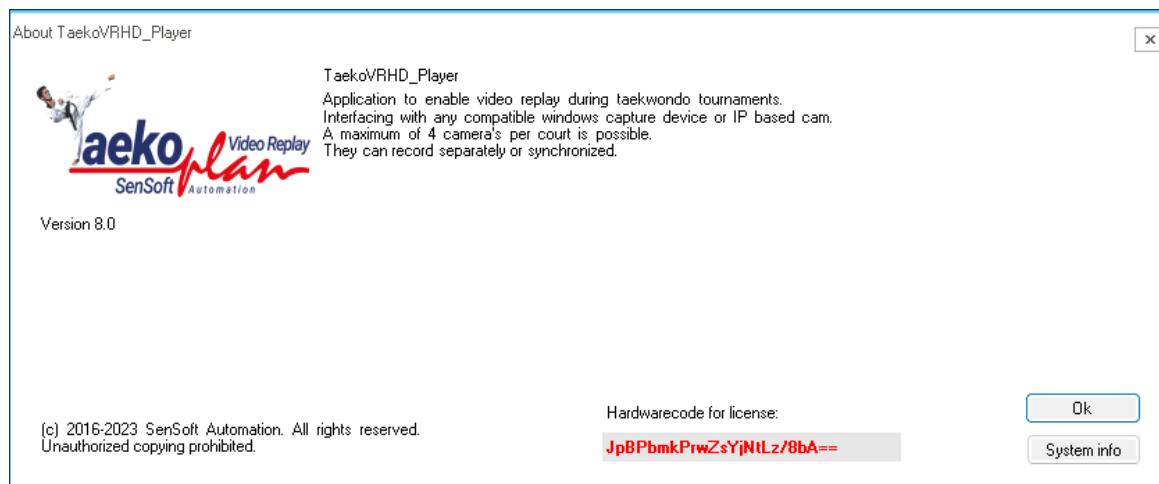 About TaekoVRHD_Player
TaekoVRHD_Player
Application to enable video replay during taekwondo tournaments.
Interfacing with any compatible windows capture device or IP based cam.
A maximum of 4 camera's per court is possible.
They can record separately or synchronized.
aekoplan Video Replay
SenSoft Automation
Version 8.0
Hardwarecode for license:
Ok
(c) 2016-2023 SenSoft Automation. All rights reserved.
Unauthorized copying prohibited.
JpBPbmkPrwZsYjNtLz/8bA==
System info